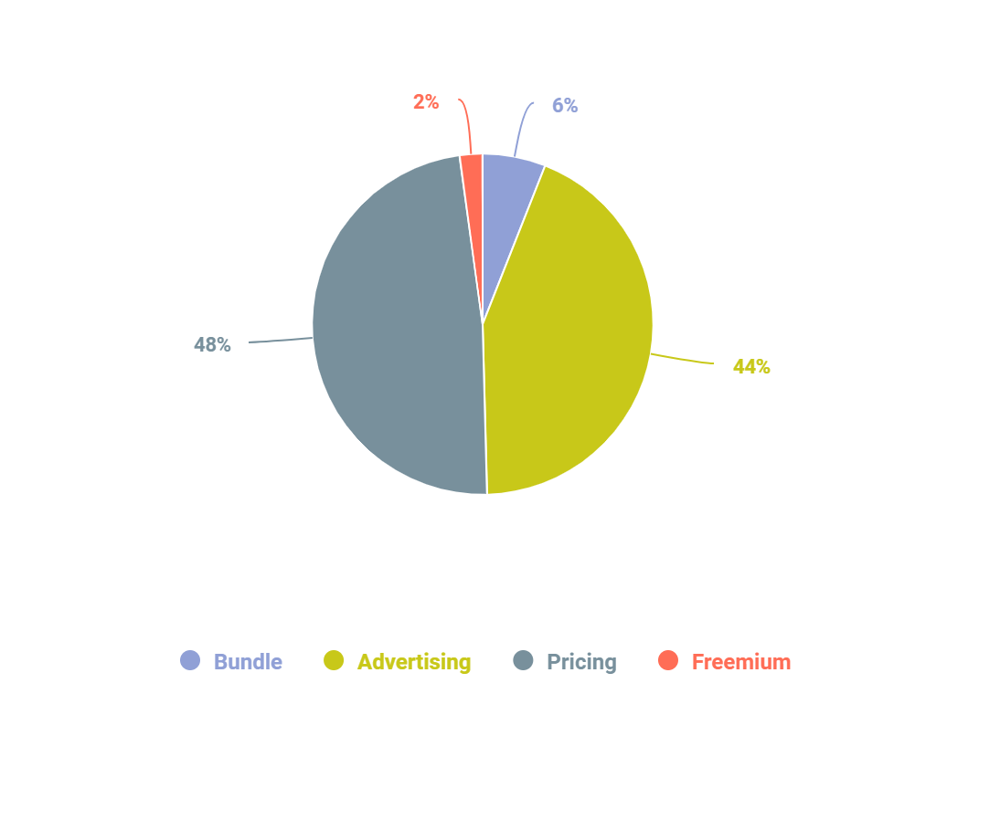 2%
6%
48%
44%
Bundle
Advertising
Pricing
Freemium